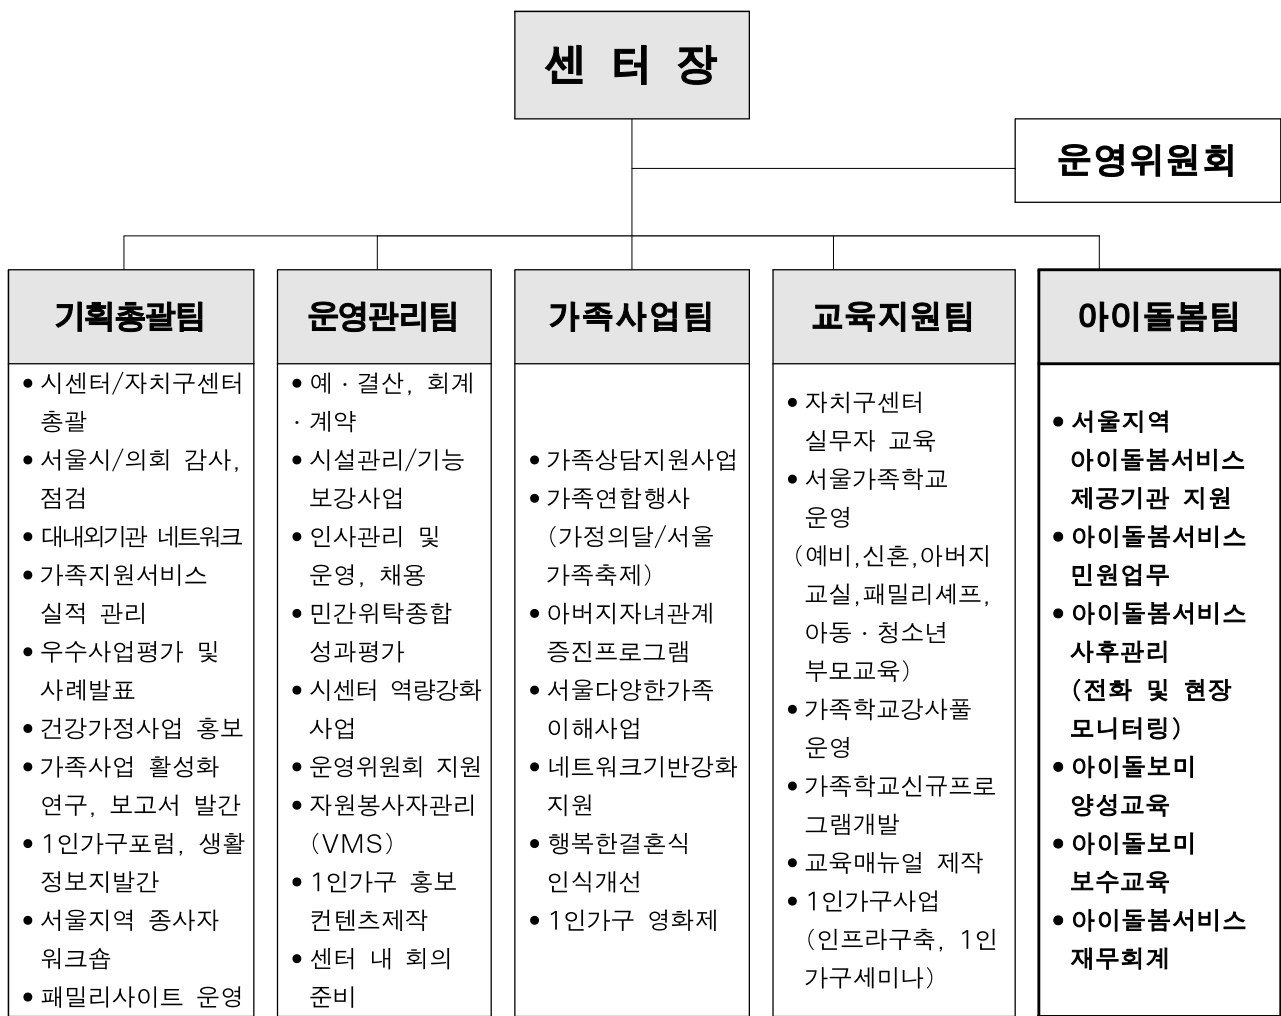 센 터 장
운영위원회
기획총괄팀
• 시센터/자치구센터
총괄
• 서울시/의회 감사,
점검
• 대내외기관 네트워크
• 가족지원서비스
실적 관리
• 우수사업평가 및
사례발표
• 건강가정사업 홍보
• 가족사업 활성화
연구, 보고서 발간
• 1인가구포럼, 생활
정보지발간
• 서울지역 종사자
워크숍
• 패밀리사이트 운영
운영관리팀
• 예 · 결산, 회계
· 계약
• 시설관리/기능
보강사업
• 인사관리 및
운영, 채용
• 민간위탁종합
성과평가
• 시센터 역량강화
사업
• 운영위원회 지원
• 자원봉사자관리
(VMS)
• 1인가구 홍보
컨텐츠제작
• 센터 내 회의
준비
가족사업팀
• 가족상담지원사업
• 가족연합행사
(가정의달/서울
가족축제)
• 아버지자녀관계
증진프로그램
• 서울다양한가족
이해사업
• 네트워크기반강화
지원
• 행복한결혼식
인식개선
• 1인가구 영화제
교육지원팀
• 자치구센터
실무자 교육
• 서울가족학교
운영
(예비,신혼,아버지
교실,패밀리셰프,
아동 · 청소년
부모교육)
• 가족학교강사풀
운영
• 가족학교신규프로
그램개발
• 교육매뉴얼 제작
• 1인가구사업
(인프라구축, 1인
가구세미나)
아이돌봄팀
• 서울지역
아이돌봄서비스
제공기관 지원
• 아이돌봄서비스
민원업무
• 아이돌봄서비스
사후관리
(전화 및 현장
모니터링)
• 아이돌보미
양성교육
• 아이돌보미
보수교육
• 아이돌봄서비스
재무회계